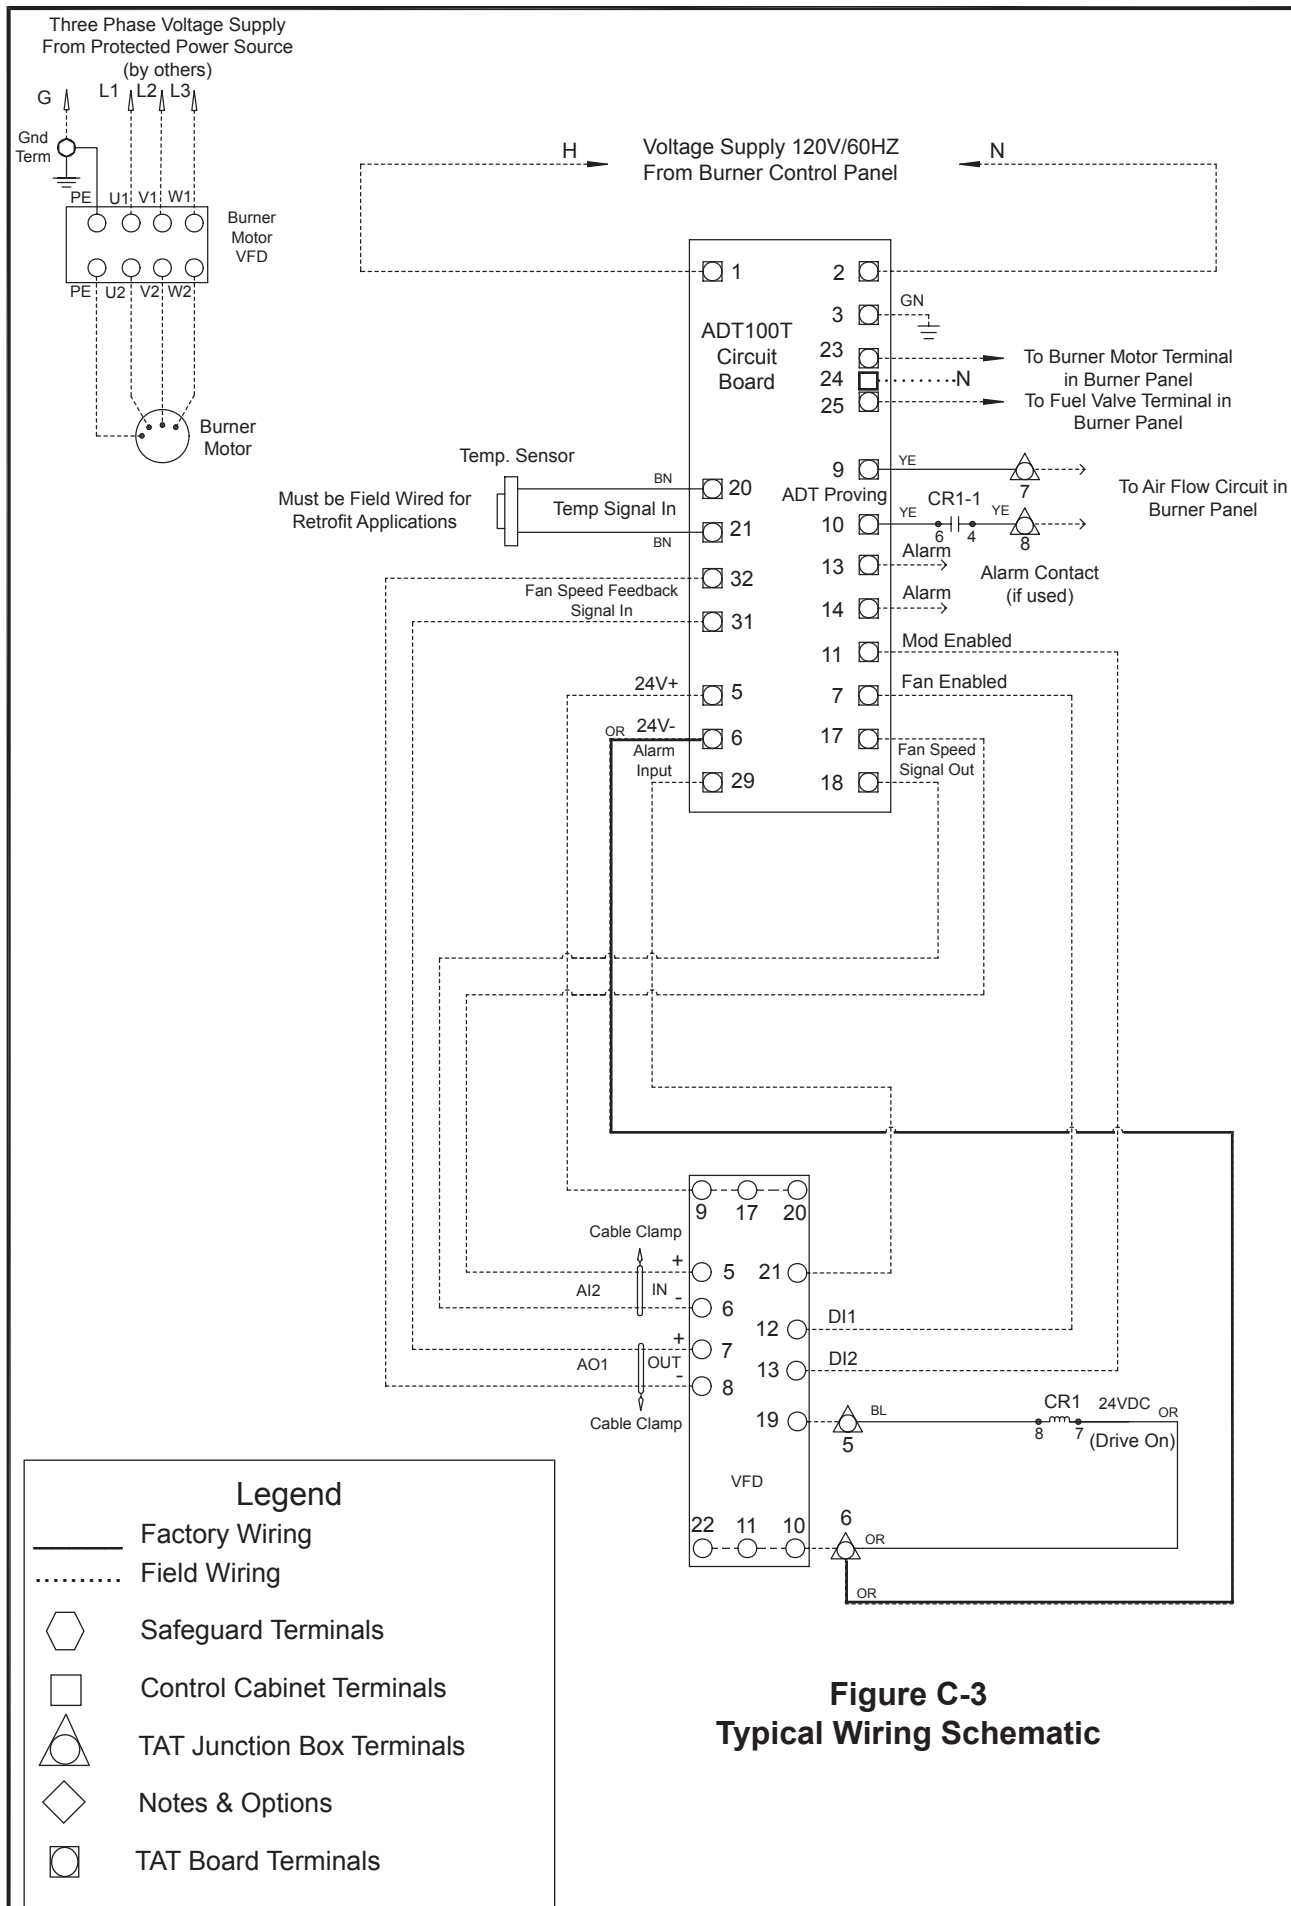 Three Phase Voltage Supply
From Protected Power Source
(by others)
G
L1 L2 L3
Gnd
Term
PE U1 V1 W1
Burner
Motor
VFD
PE U2 V2 W2
Burner
Motor
H
Voltage Supply 120V/60HZ
From Burner Control Panel
N
1
2
3
GN
ADT100T
Circuit
Board
23
24
25
To Burner Motor Terminal
in Burner Panel
N
To Fuel Valve Terminal in
Burner Panel
Temp. Sensor
Must be Field Wired for
Retrofit Applications
BN
Temp Signal In
BN
20
21
9
YE
7
ADT Proving
CR1-1
10
YE
6 4
YE
8
To Air Flow Circuit in
Burner Panel
13
Alarm
Alarm Contact
(if used)
14
Alarm
32
Fan Speed Feedback
Signal In
31
11
Mod Enabled
24V+
5
7
Fan Enabled
OR
24V-
6
17
Alarm
Input
29
Fan Speed
Signal Out
18
9 17 20
Cable Clamp
+
5
21
AI2
IN
-
6
12
DI1
+
7
AO1
OUT
13
DI2
-
8
Cable Clamp
19
5
BL
CR1
8 7
24VDC
OR
(Drive On)
VFD
22 11 10
6
OR
OR
Legend
Factory Wiring
Field Wiring
Safeguard Terminals
Control Cabinet Terminals
TAT Junction Box Terminals
Notes & Options
TAT Board Terminals
Figure C-3
Typical Wiring Schematic